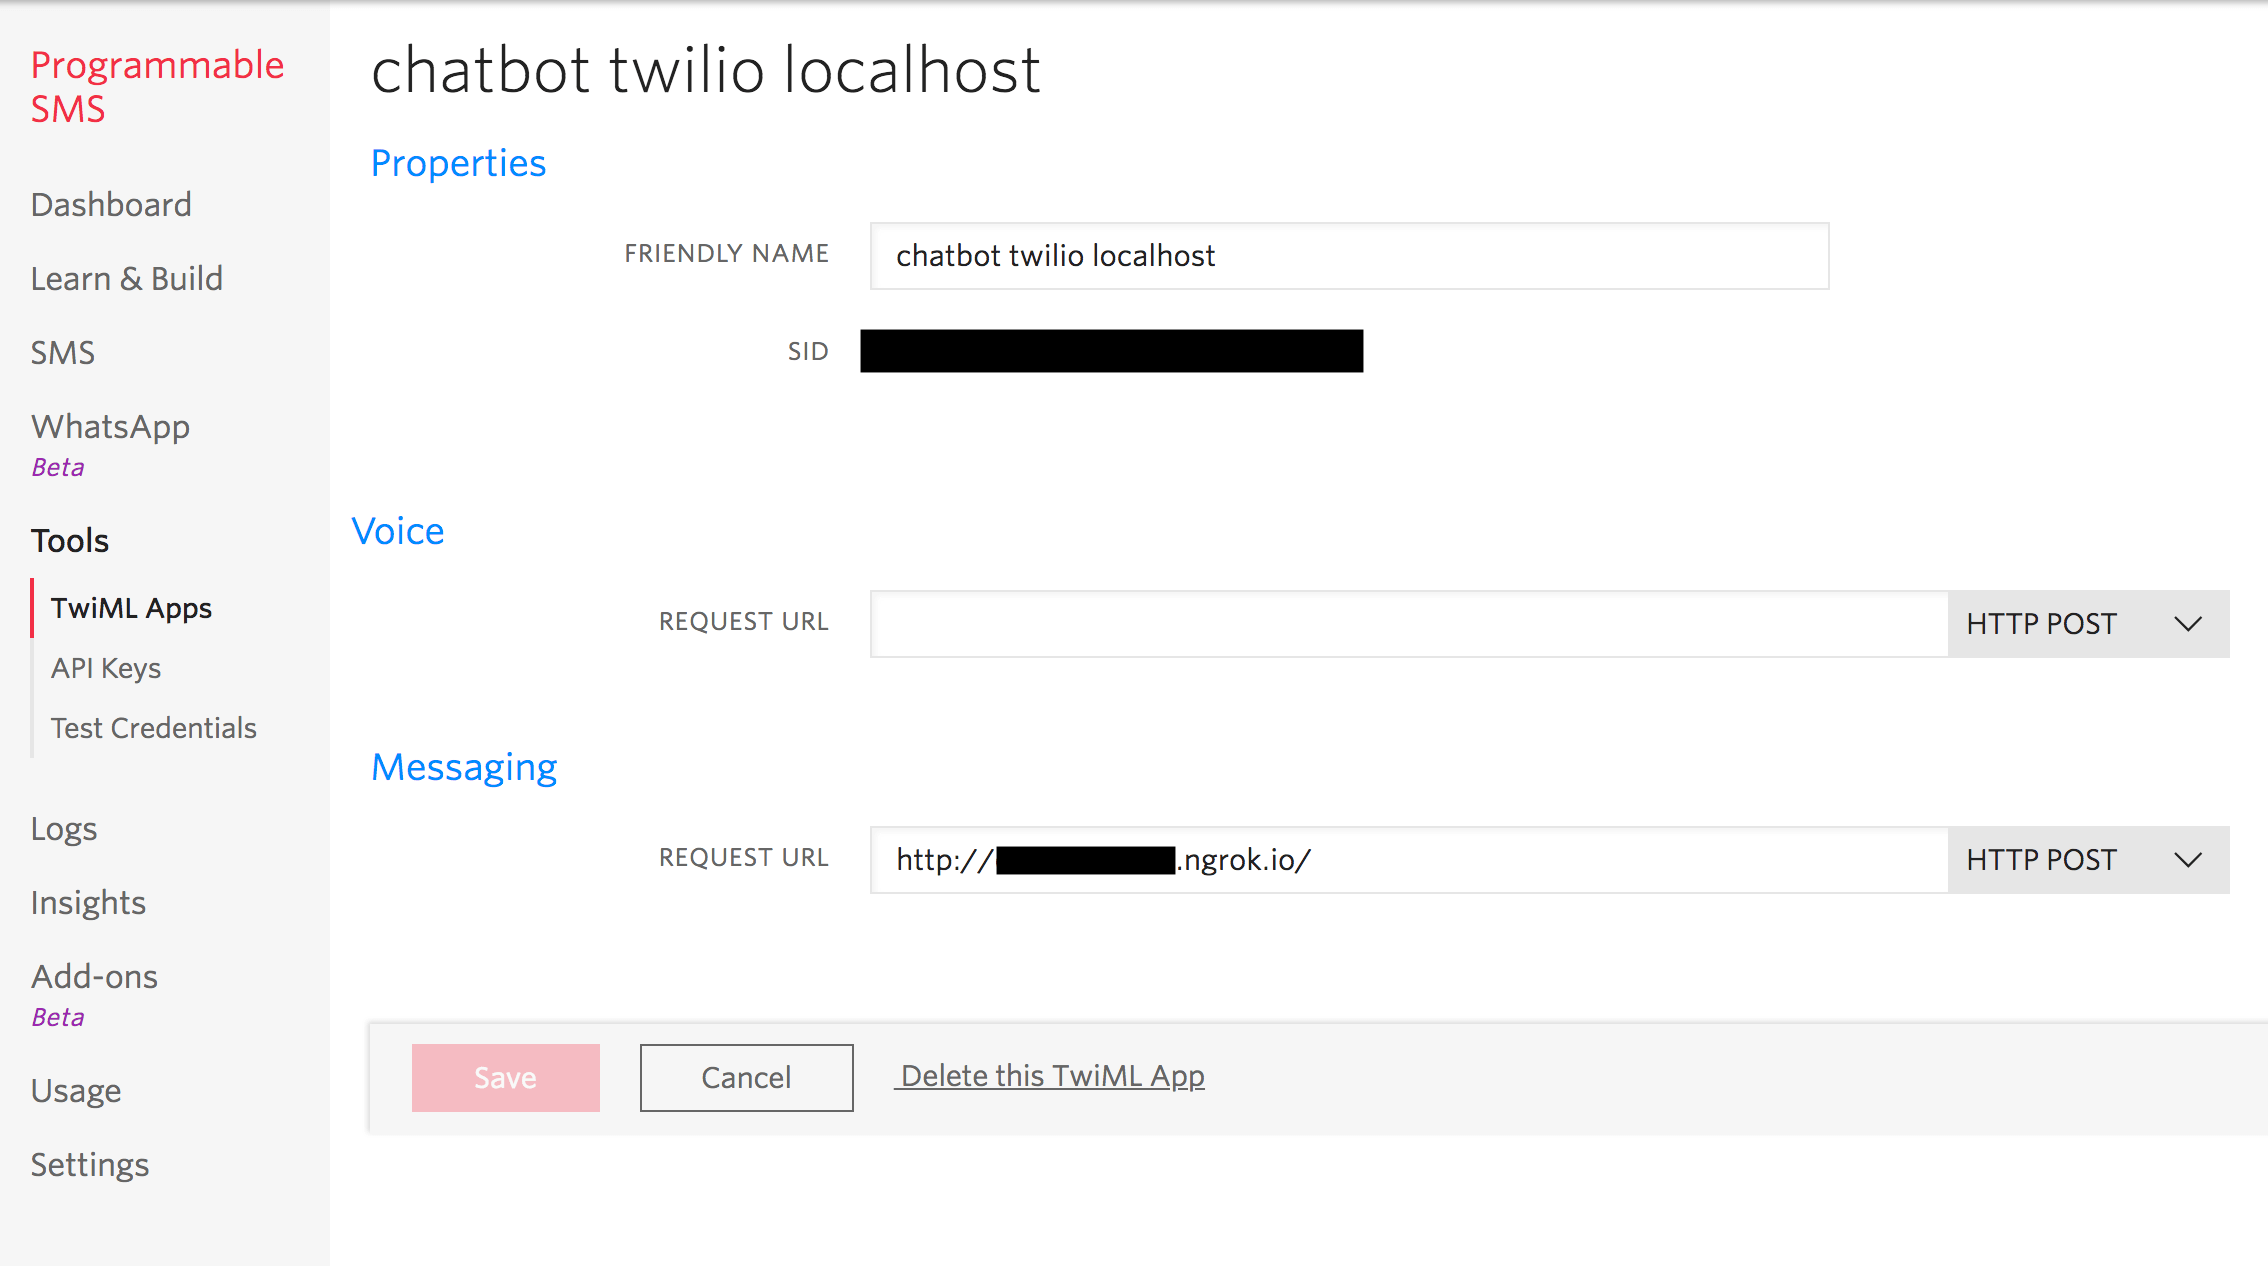 Programmable
SMS
Dashboard
Learn & Build
SMS
WhatsApp
Beta
Tools
TwiML Apps
API Keys
Test Credentials
Logs
Insights
Add-ons
Beta
Usage
Settings
chatbot twilio localhost
Properties
FRIENDLY NAME chatbot twilio localhost
SID
Voice
REQUEST URL HTTP POST
Messaging
REQUEST URL http:// .ngrok.io/ HTTP POST
Save Cancel Delete this TwiML App